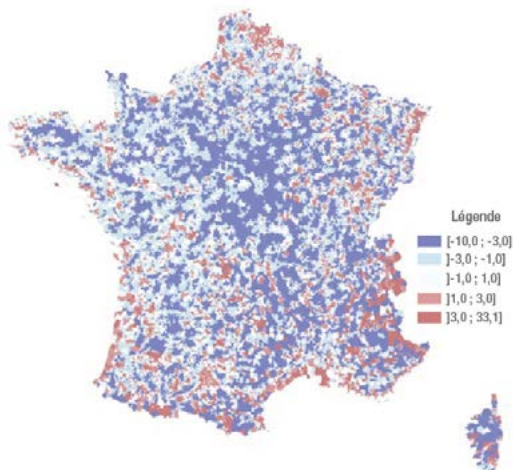 Légende
[-10,0 ; -3,0]
]-3,0 ; -1,0]
]-1,0 ; 1,0]
]1,0 ; 3,0]
]3,0 ; 33,1]